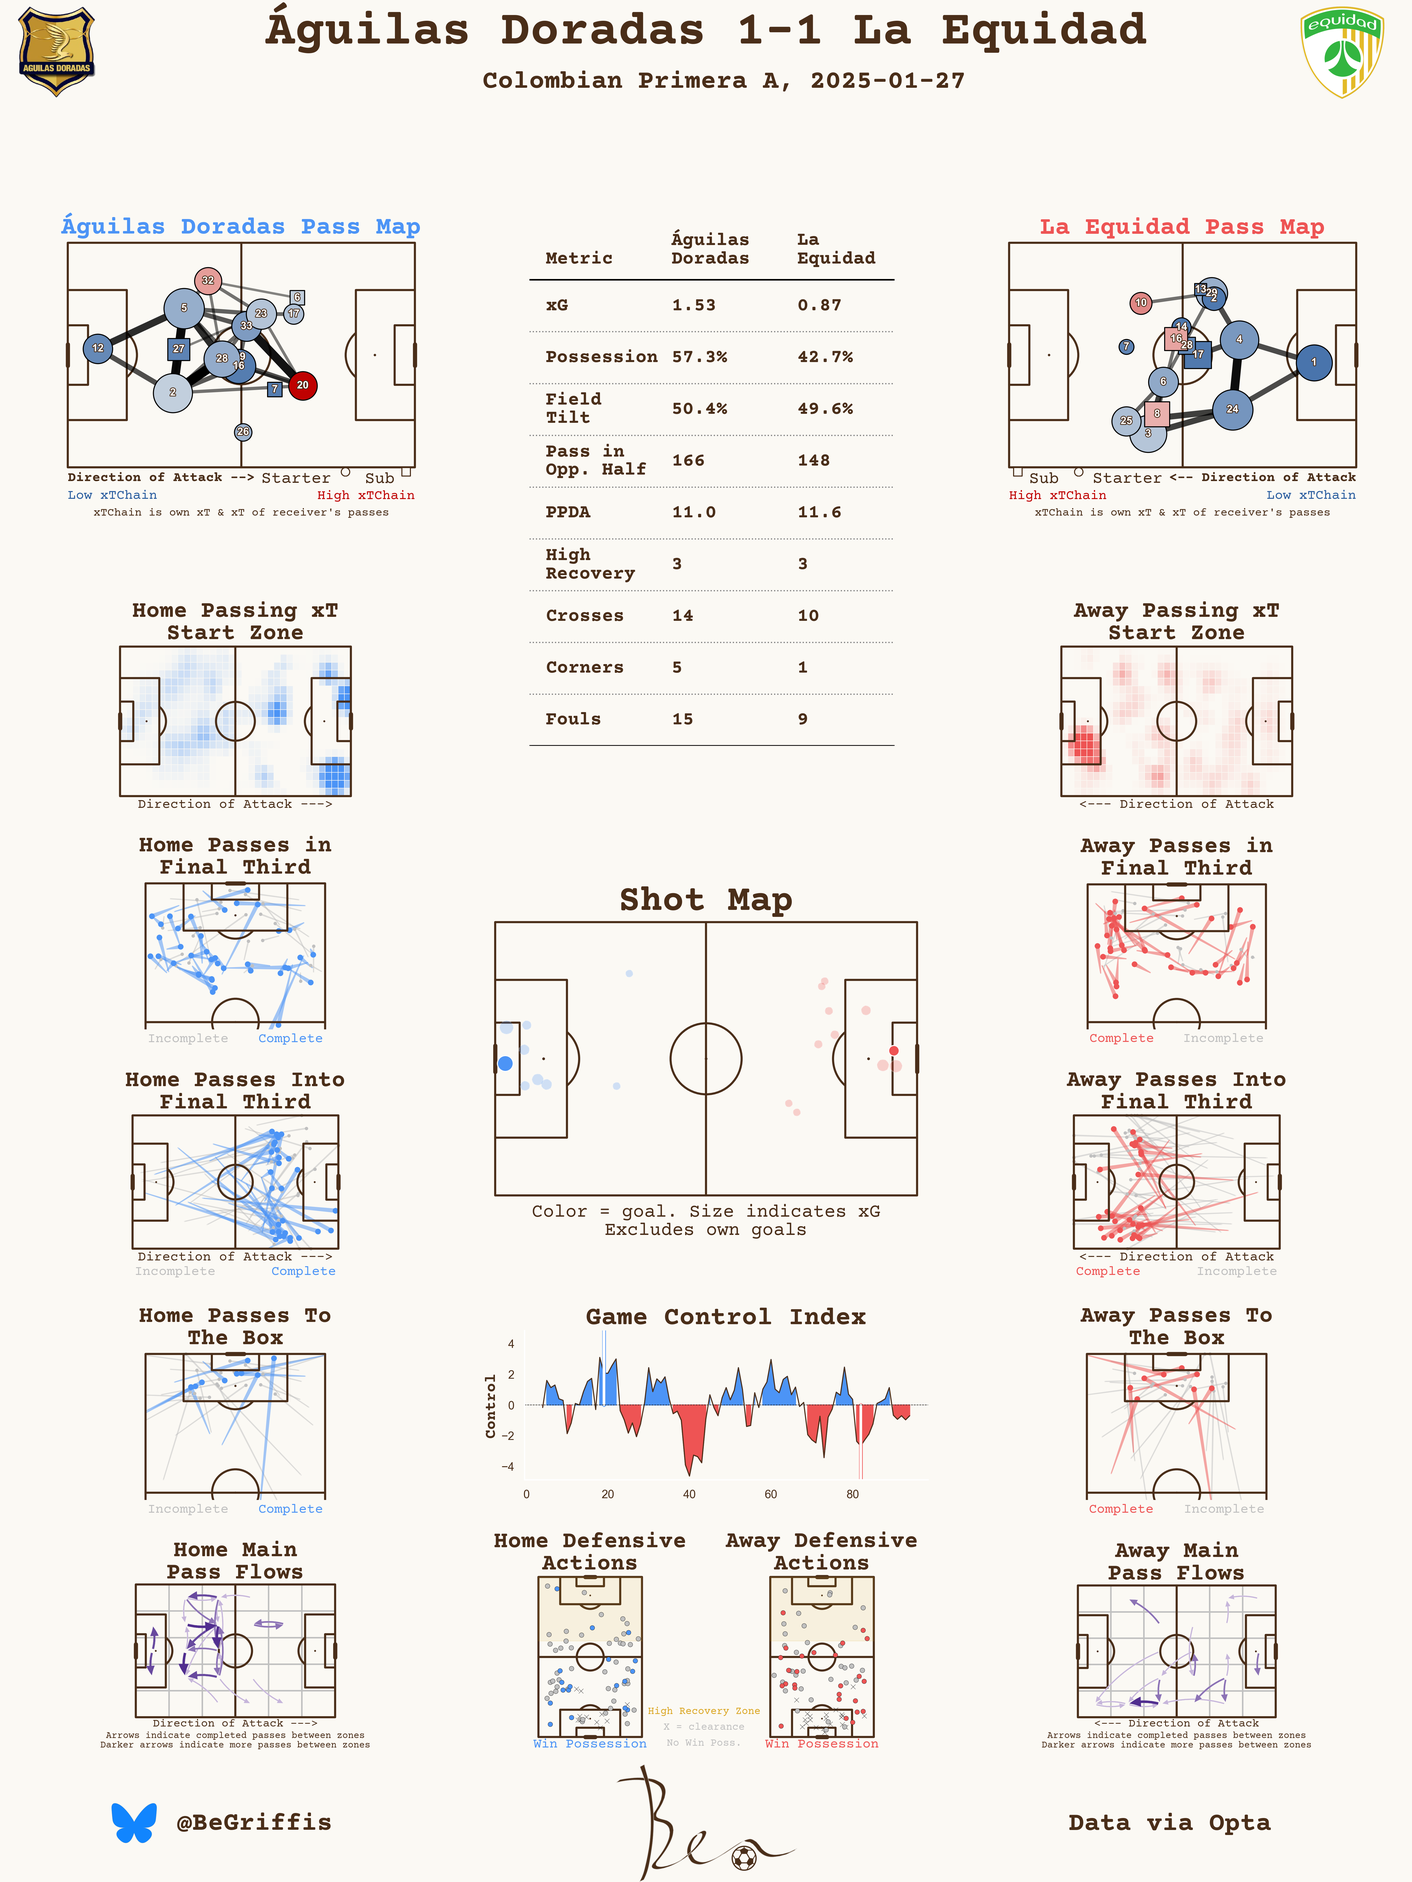 Águilas Doradas 1-1 La Equidad
Colombian Primera A, 2025-01-27
AGUILAS DORADAS
equidad
Águilas Doradas Pass Map
32
6
5
23
17
33
12
27
28
9
16
20
2
7
26
Direction of Attack --> Starter Sub
Low xTChain High xTChain
xTChain is own xT & xT of receiver's passes
Metric Águilas Doradas La Equidad
xG 1.53 0.87
Possession 57.3% 42.7%
Field Tilt 50.4% 49.6%
Pass in Opp. Half 166 148
PPDA 11.0 11.6
High Recovery 3 3
Crosses 14 10
Corners 5 1
Fouls 15 9
La Equidad Pass Map
13
29
2
10
14
16
28
4
7
17
1
6
8
24
25
3
Sub Starter <-- Direction of Attack
High xTChain Low xTChain
xTChain is own xT & xT of receiver's passes
Home Passing xT
Start Zone
Direction of Attack --->
Away Passing xT
Start Zone
<--- Direction of Attack
Home Passes in
Final Third
Incomplete Complete
Away Passes in
Final Third
Complete Incomplete
Shot Map
Color = goal. Size indicates xG
Excludes own goals
Home Passes Into
Final Third
Direction of Attack --->
Incomplete Complete
Away Passes Into
Final Third
<--- Direction of Attack
Complete Incomplete
Home Passes To
The Box
Incomplete Complete
Game Control Index
Control
4
2
0
−2
−4
0 20 40 60 80
Away Passes To
The Box
Complete Incomplete
Home Main
Pass Flows
Direction of Attack --->
Arrows indicate completed passes between zones
Darker arrows indicate more passes between zones
Home Defensive
Actions
Win Possession
High Recovery Zone
X = clearance
No Win Poss.
Away Defensive
Actions
Win Possession
Away Main
Pass Flows
<--- Direction of Attack
Arrows indicate completed passes between zones
Darker arrows indicate more passes between zones
@BeGriffis
Ben
Data via Opta